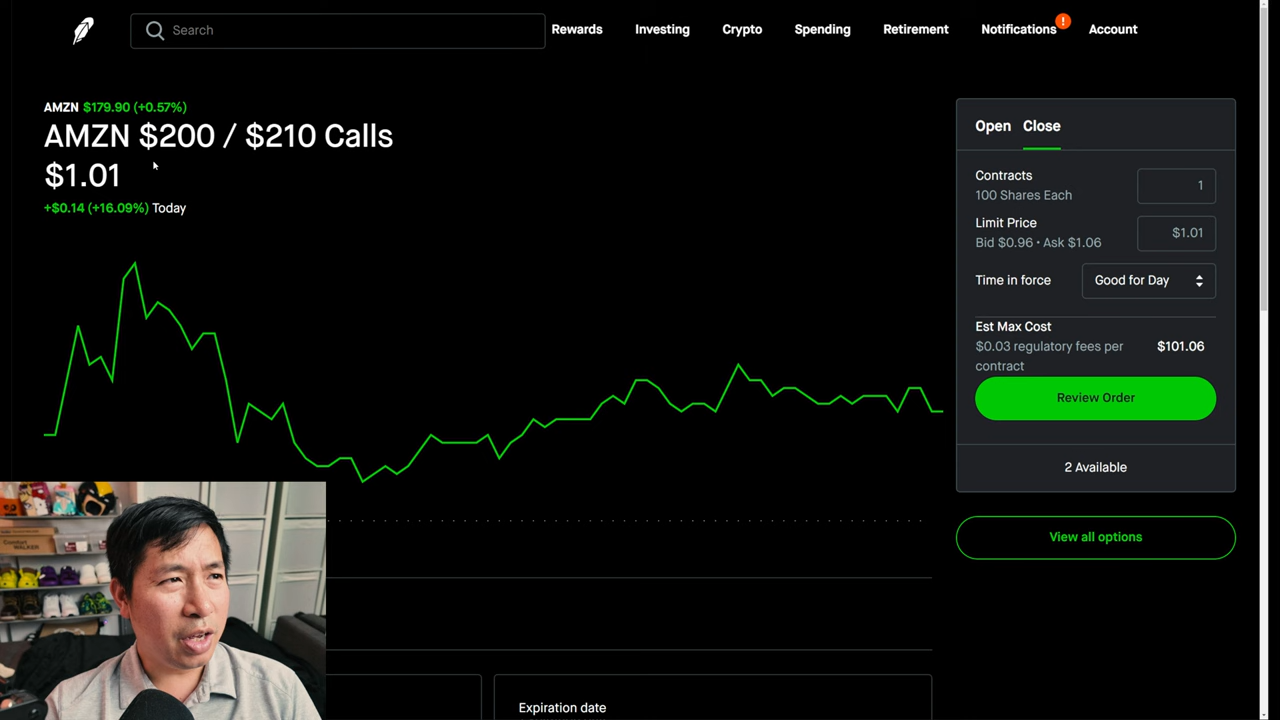 Search
Rewards
Investing
Crypto
Spending
Retirement
Notifications
!
Account
AMZN $179.90 (+0.57%)
AMZN $200 / $210 Calls
$1.01
+$0.14 (+16.09%) Today
Open Close
Contracts
100 Shares Each
1
Limit Price
Bid $0.96 • Ask $1.06
$1.01
Time in force
Good for Day
Est Max Cost
$0.03 regulatory fees per
contract
$101.06
Review Order
2 Available
View all options
Expiration date